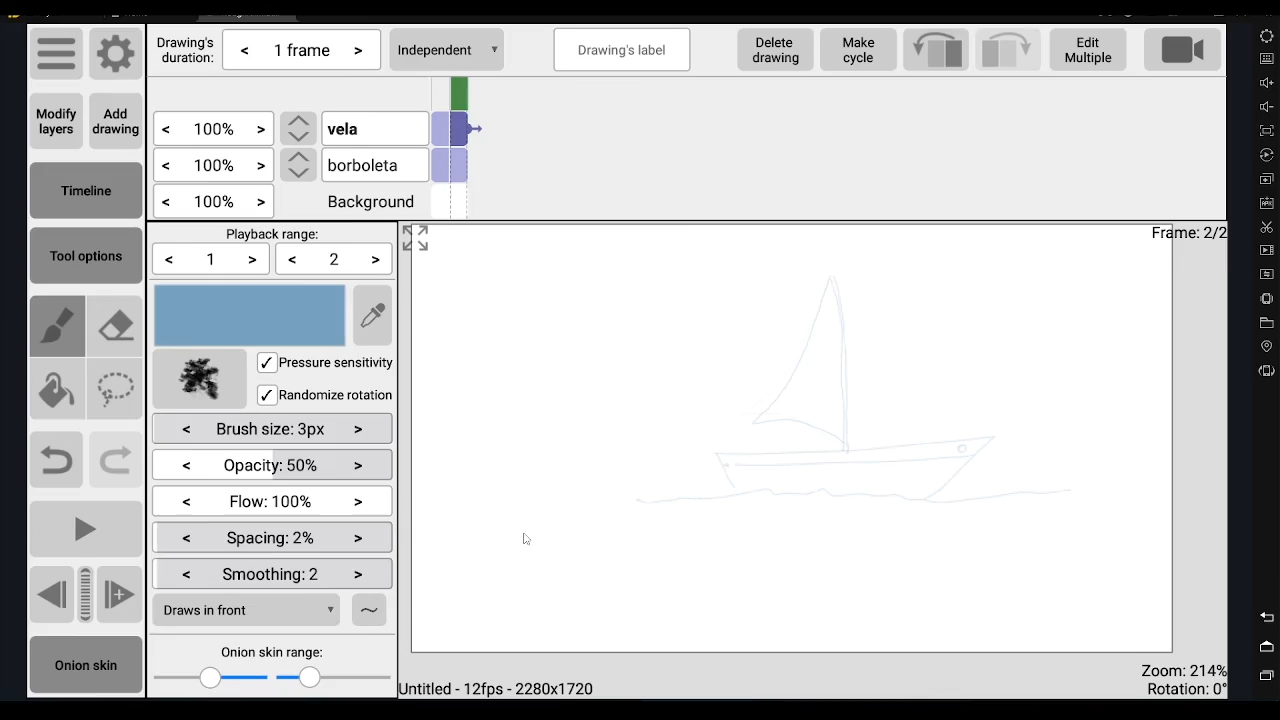 Drawing's
duration:
< 1 frame >
Independent
Drawing's label
Delete
drawing
Make
cycle
Edit
Multiple
Modify
layers
Add
drawing
< 100% >
vela
< 100% >
borboleta
< 100% >
Background
Timeline
Playback range:
< 1 >
< 2 >
Frame: 2/2
Tool options
Pressure sensitivity
Randomize rotation
< Brush size: 3px >
< Opacity: 50% >
< Flow: 100% >
< Spacing: 2% >
< Smoothing: 2 >
Draws in front
Onion skin
Onion skin range:
Untitled - 12fps - 2280x1720
Zoom: 214%
Rotation: 0°